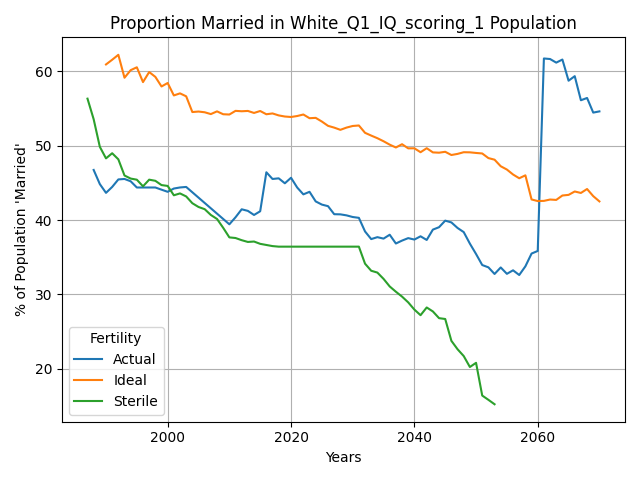 Proportion Married in White_Q1_IQ_scoring_1 Population
% of Population 'Married'
60
50
40
30
20
Fertility
Actual
Ideal
Sterile
2000
2020
2040
2060
Years